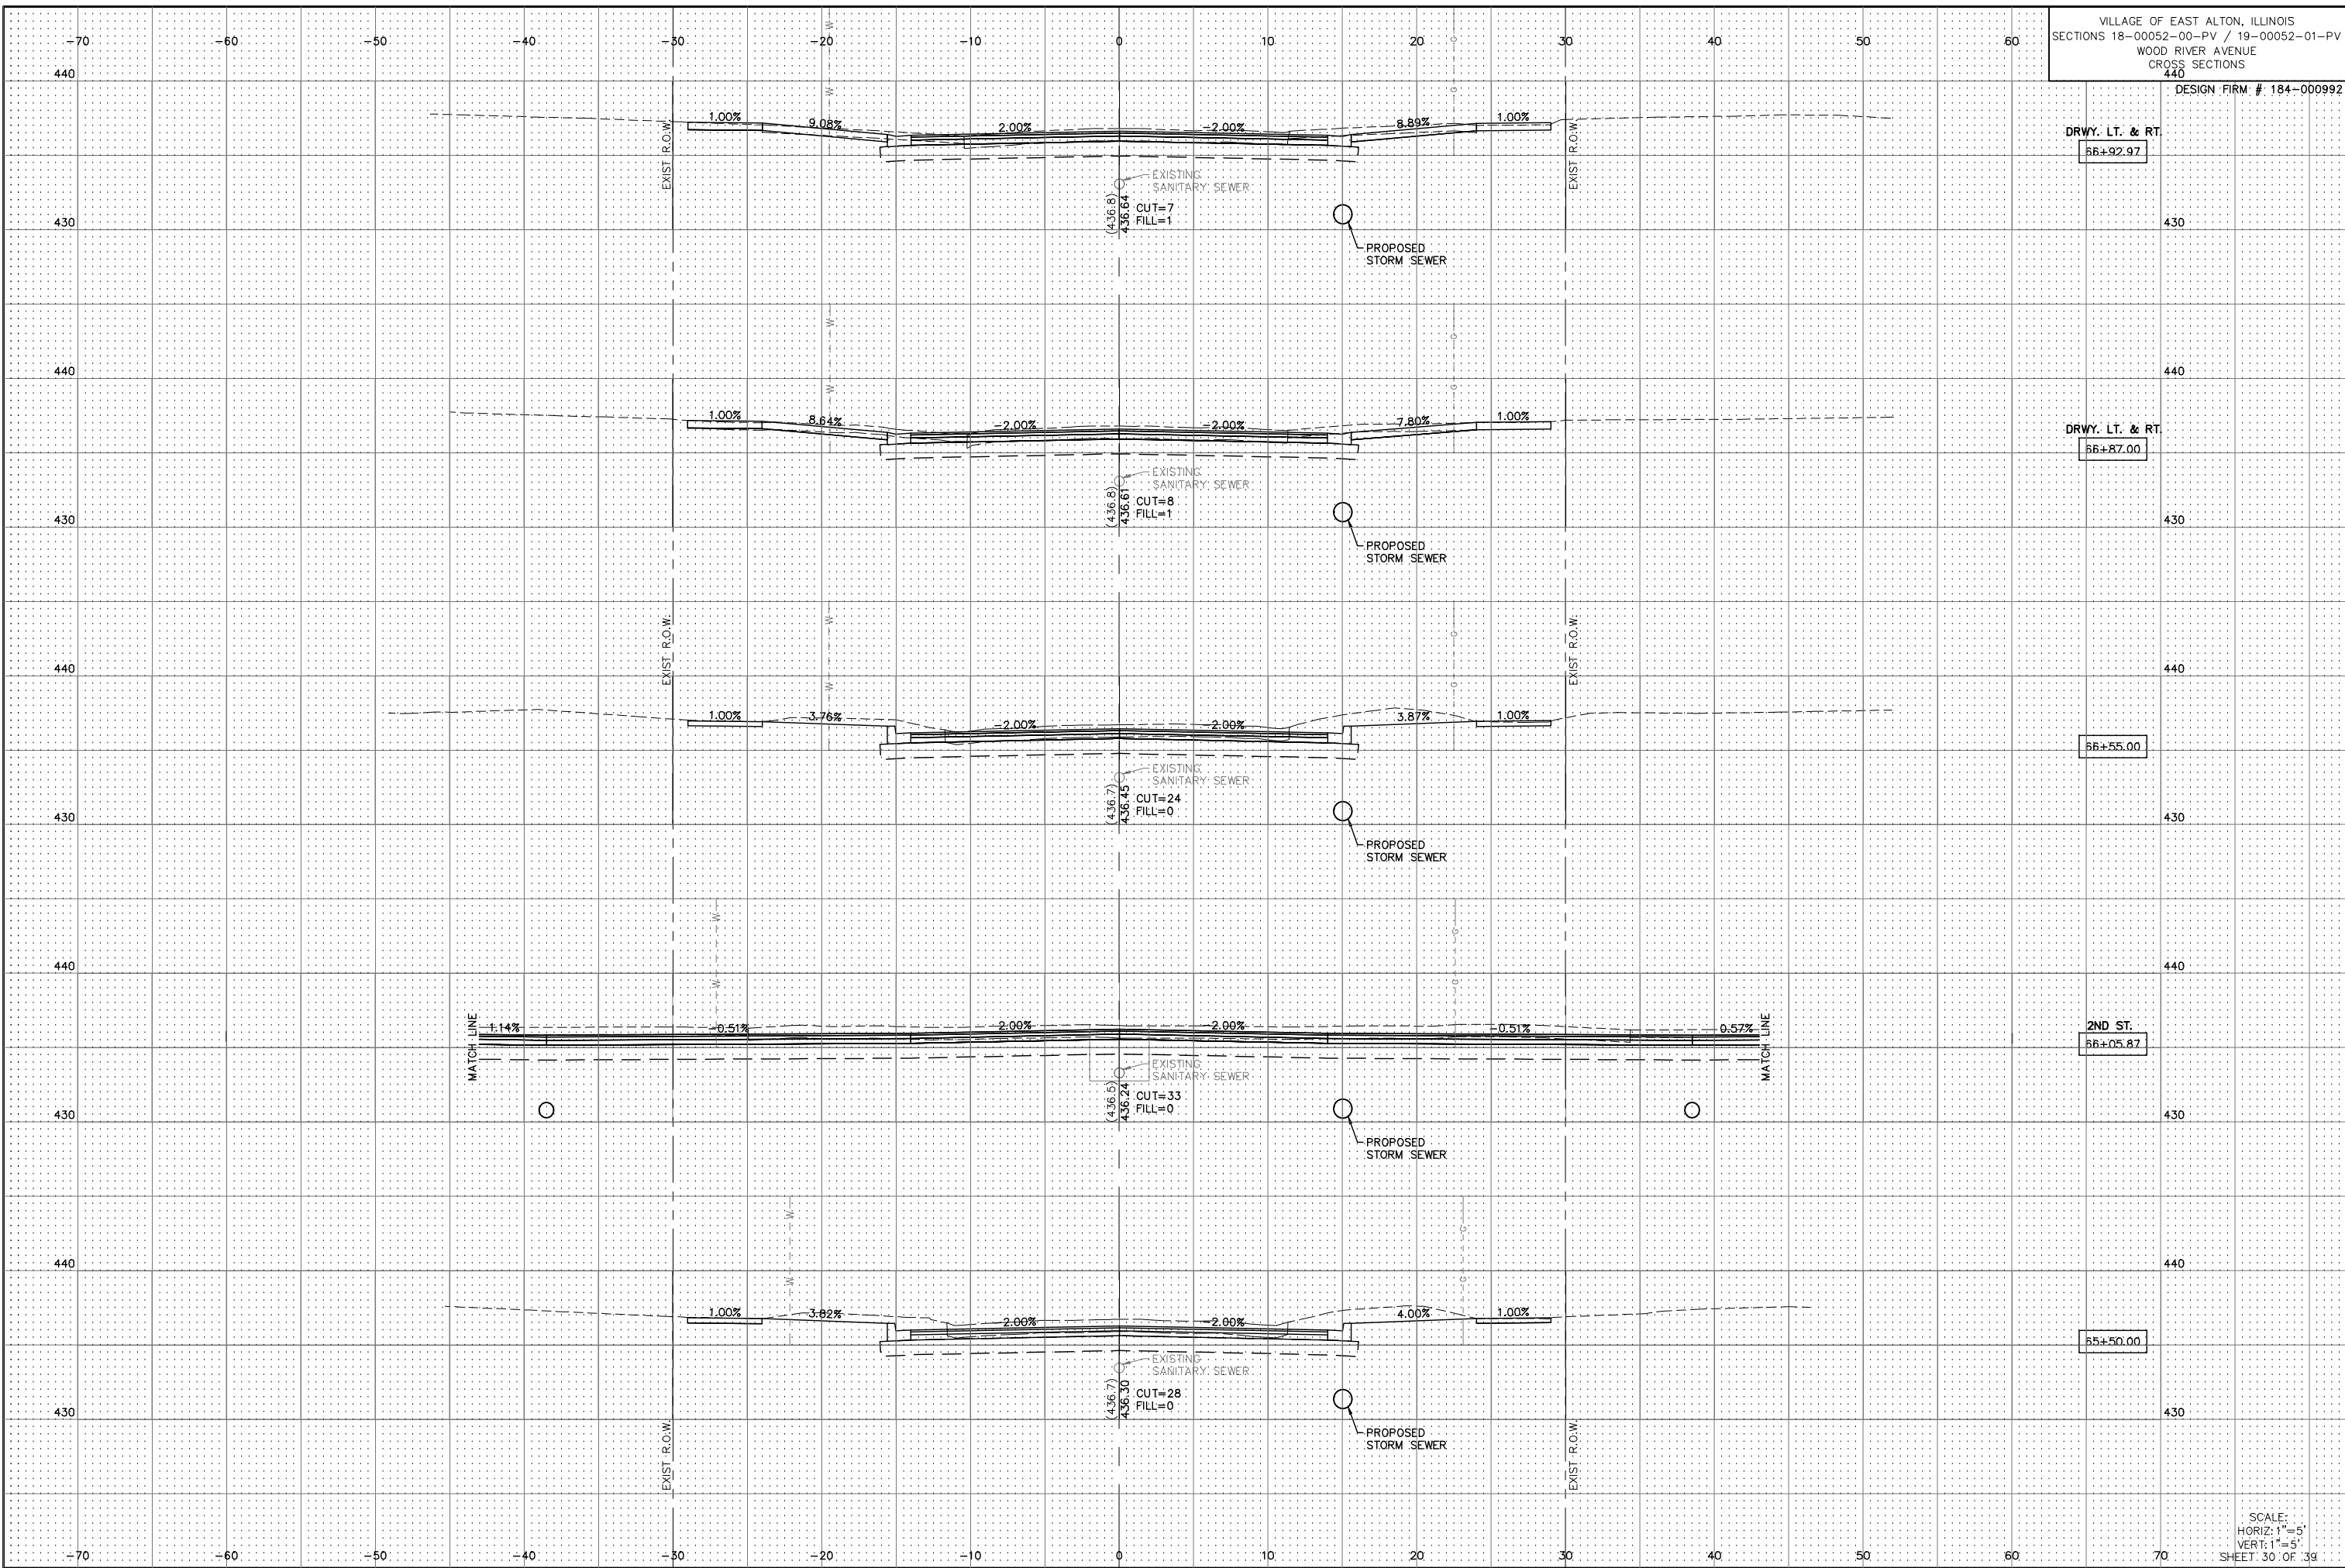 VILLAGE OF EAST ALTON, ILLINOIS
SECTIONS 18-00052-00-PV / 19-00052-01-PV
WOOD RIVER AVENUE
CROSS SECTIONS
DESIGN FIRM # 184-000992
-70 -60 -50 -40 -30 -20 -10 0 10 20 30 40 50 60
440 440
W W G G
EXIST R.O.W. EXIST R.O.W.
1.00% 9.08% 2.00% -2.00% 8.89% 1.00%
DRWY. LT. & RT.
66+92.97
EXISTING
SANITARY SEWER
(436.8)
436.64
CUT=7
FILL=1
430 430
PROPOSED
STORM SEWER
W W G G
440 440
1.00% 8.64% -2.00% -2.00% 7.80% 1.00%
DRWY. LT. & RT.
66+87.00
EXISTING
SANITARY SEWER
(436.8)
436.61
CUT=8
FILL=1
430 430
PROPOSED
STORM SEWER
EXIST R.O.W. EXIST R.O.W.
W W G G
440 440
1.00% 3.76% -2.00% -2.00% 3.87% 1.00%
66+55.00
EXISTING
SANITARY SEWER
(436.7)
436.45
CUT=24
FILL=0
430 430
PROPOSED
STORM SEWER
W W G G
440 440
MATCH LINE MATCH LINE
1.14% -0.51% 2.00% -2.00% -0.51% 0.57%
2ND ST.
66+05.87
EXISTING
SANITARY SEWER
(436.5)
436.24
CUT=33
FILL=0
430 430
PROPOSED
STORM SEWER
W W G G
440 440
1.00% 3.82% 2.00% -2.00% 4.00% 1.00%
65+50.00
EXISTING
SANITARY SEWER
(436.7)
436.30
CUT=28
FILL=0
430 430
PROPOSED
STORM SEWER
EXIST R.O.W. EXIST R.O.W.
SCALE:
HORIZ: 1"=5'
VERT: 1"=5'
SHEET 30 OF 39
-70 -60 -50 -40 -30 -20 -10 0 10 20 30 40 50 60 70